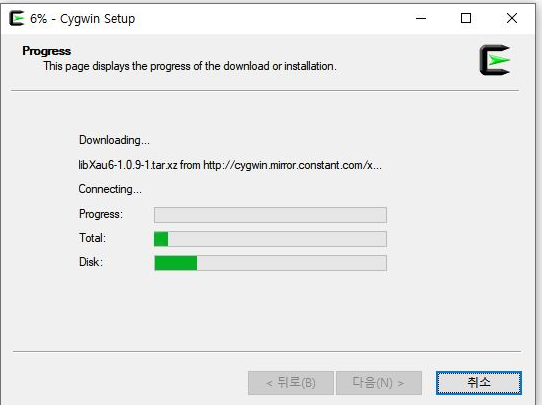 6% - Cygwin Setup
Progress
This page displays the progress of the download or installation.
Downloading...
libXau6-1.0.9-1.tar.xz from http://cygwin.mirror.constant.com/x...
Connecting...
Progress:
Total:
Disk:
< 뒤로(B)
다음(N) >
취소